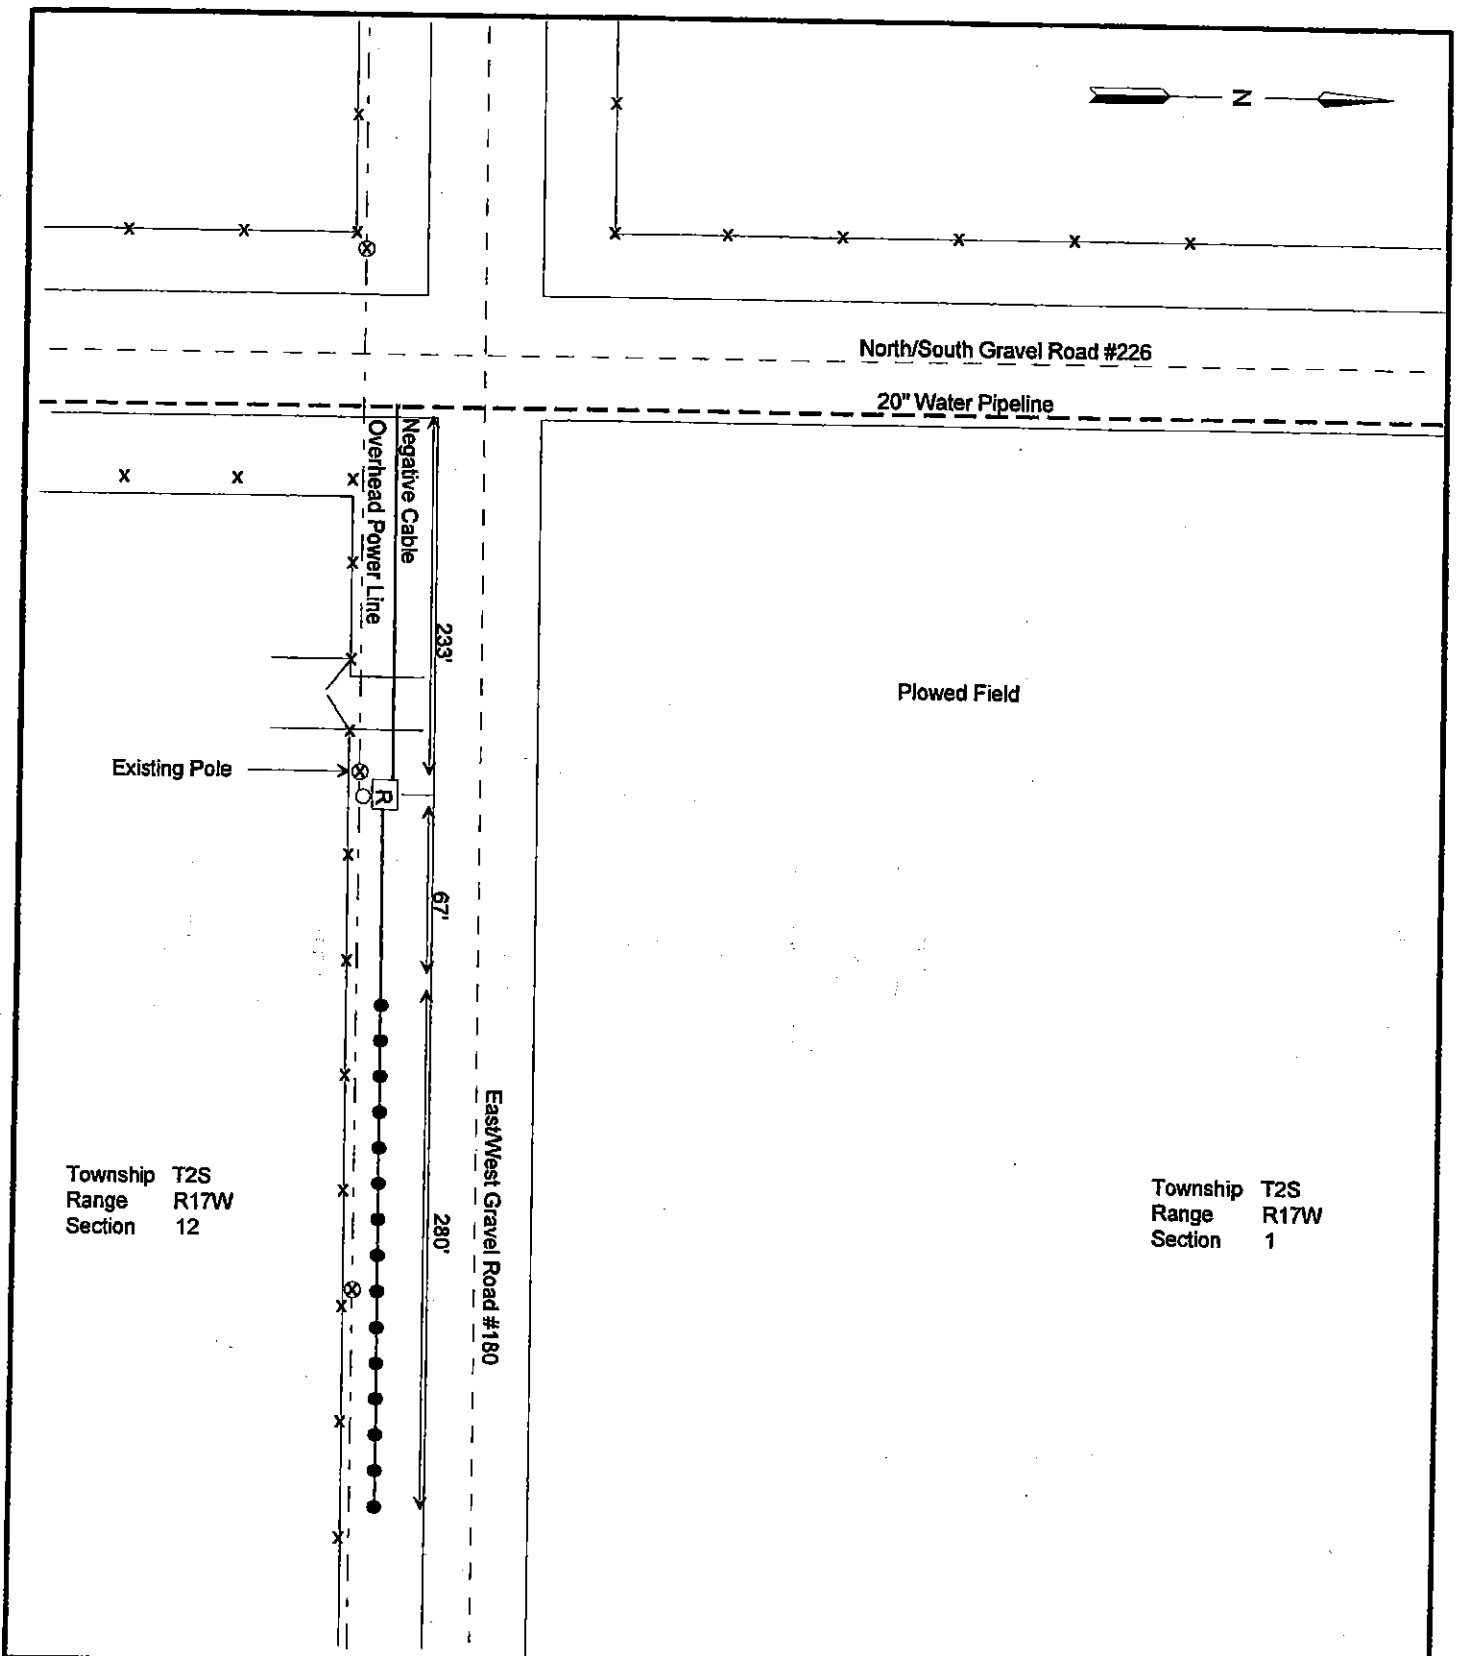 N
North/South Gravel Road #226
20" Water Pipeline
Negative Cable
Overhead Power Line
233'
Plowed Field
Existing Pole
R
67'
East/West Gravel Road #180
280'
Township T2S
Range R17W
Section 12
Township T2S
Range R17W
Section 1